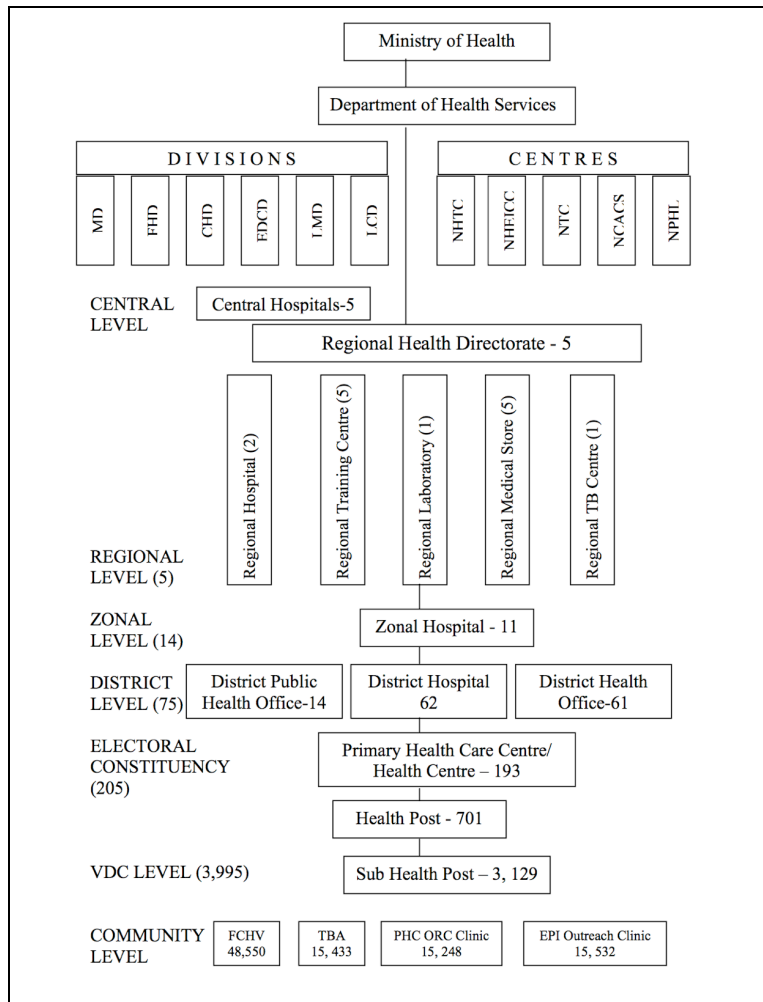 Ministry of Health
Department of Health Services
DIVISIONS
CENTRES
MD
FHD
CHD
EDCD
LMD
LCD
NHTC
NHEICC
NTC
NCACS
NPHL
CENTRAL
LEVEL
Central Hospitals-5
Regional Health Directorate - 5
Regional Hospital (2)
Regional Training Centre (5)
Regional Laboratory (1)
Regional Medical Store (5)
Regional TB Centre (1)
REGIONAL
LEVEL (5)
ZONAL
LEVEL (14)
Zonal Hospital - 11
DISTRICT
LEVEL (75)
District Public
Health Office-14
District Hospital
62
District Health
Office-61
ELECTORAL
CONSTITUENCY
(205)
Primary Health Care Centre/
Health Centre – 193
Health Post - 701
VDC LEVEL (3,995)
Sub Health Post – 3, 129
COMMUNITY
LEVEL
FCHV
48,550
TBA
15, 433
PHC ORC Clinic
15, 248
EPI Outreach Clinic
15, 532